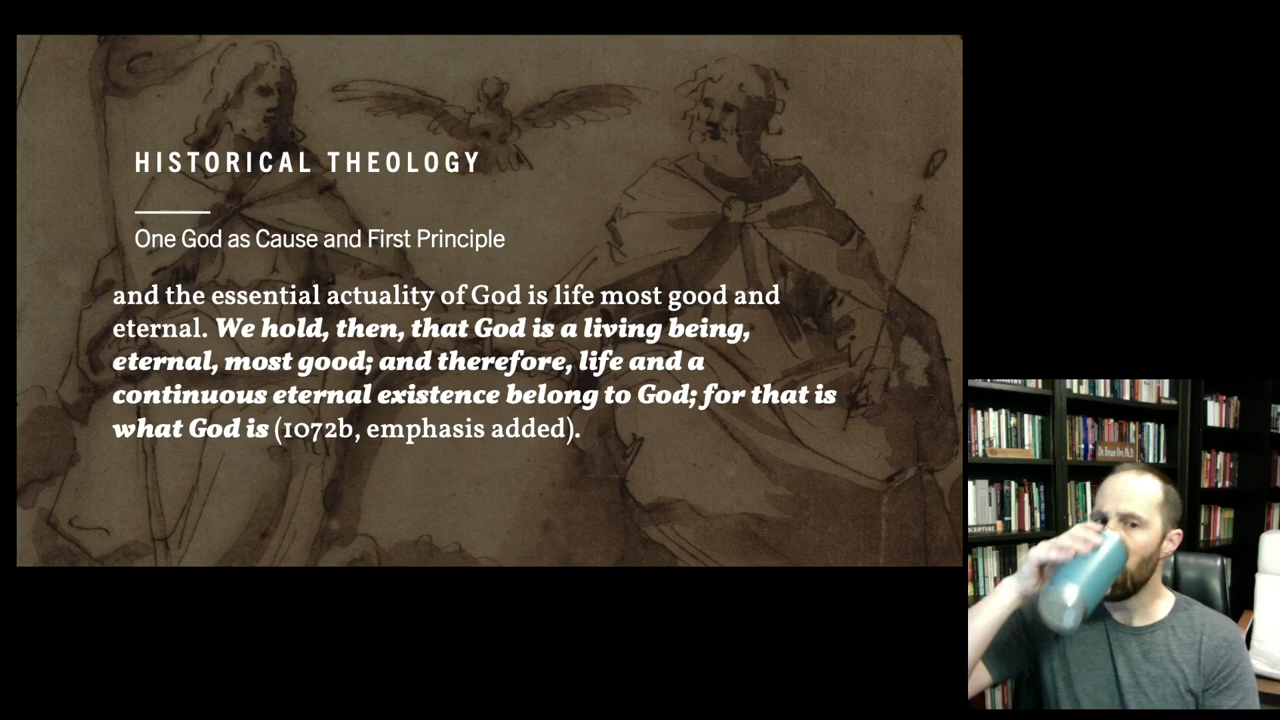 HISTORICAL THEOLOGY
One God as Cause and First Principle
and the essential actuality of God is life most good and
eternal. We hold, then, that God is a living being,
eternal, most good; and therefore, life and a
continuous eternal existence belong to God; for that is
what God is (1072b, emphasis added).
SCRIPTURE